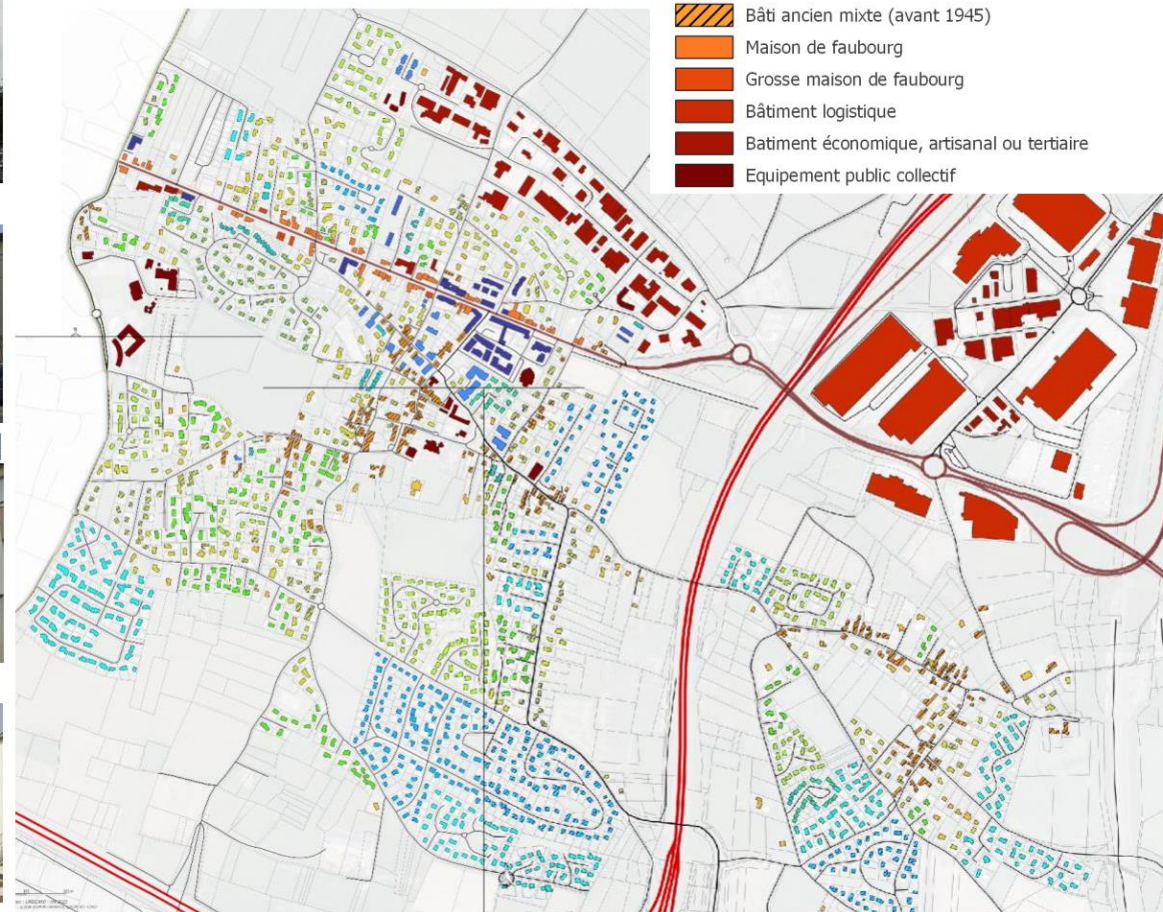 Bâti ancien mixte (avant 1945)
Maison de faubourg
Grosse maison de faubourg
Bâtiment logistique
Batiment économique, artisanal ou tertiaire
Equipement public collectif